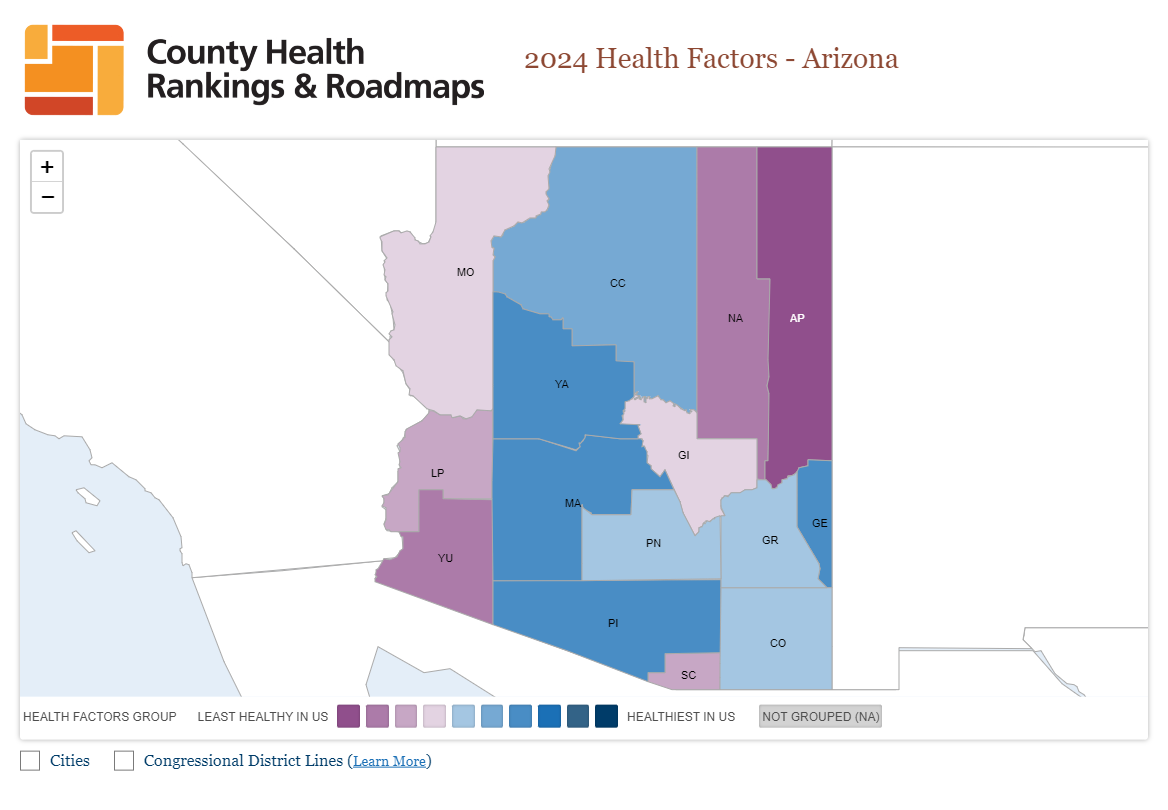 County Health
Rankings & Roadmaps
2024 Health Factors - Arizona
+
−
MO
CC
NA
AP
YA
GI
LP
MA
GE
PN
GR
YU
PI
CO
SC
HEALTH FACTORS GROUP LEAST HEALTHY IN US HEALTHIEST IN US NOT GROUPED (NA)
Cities Congressional District Lines (Learn More)